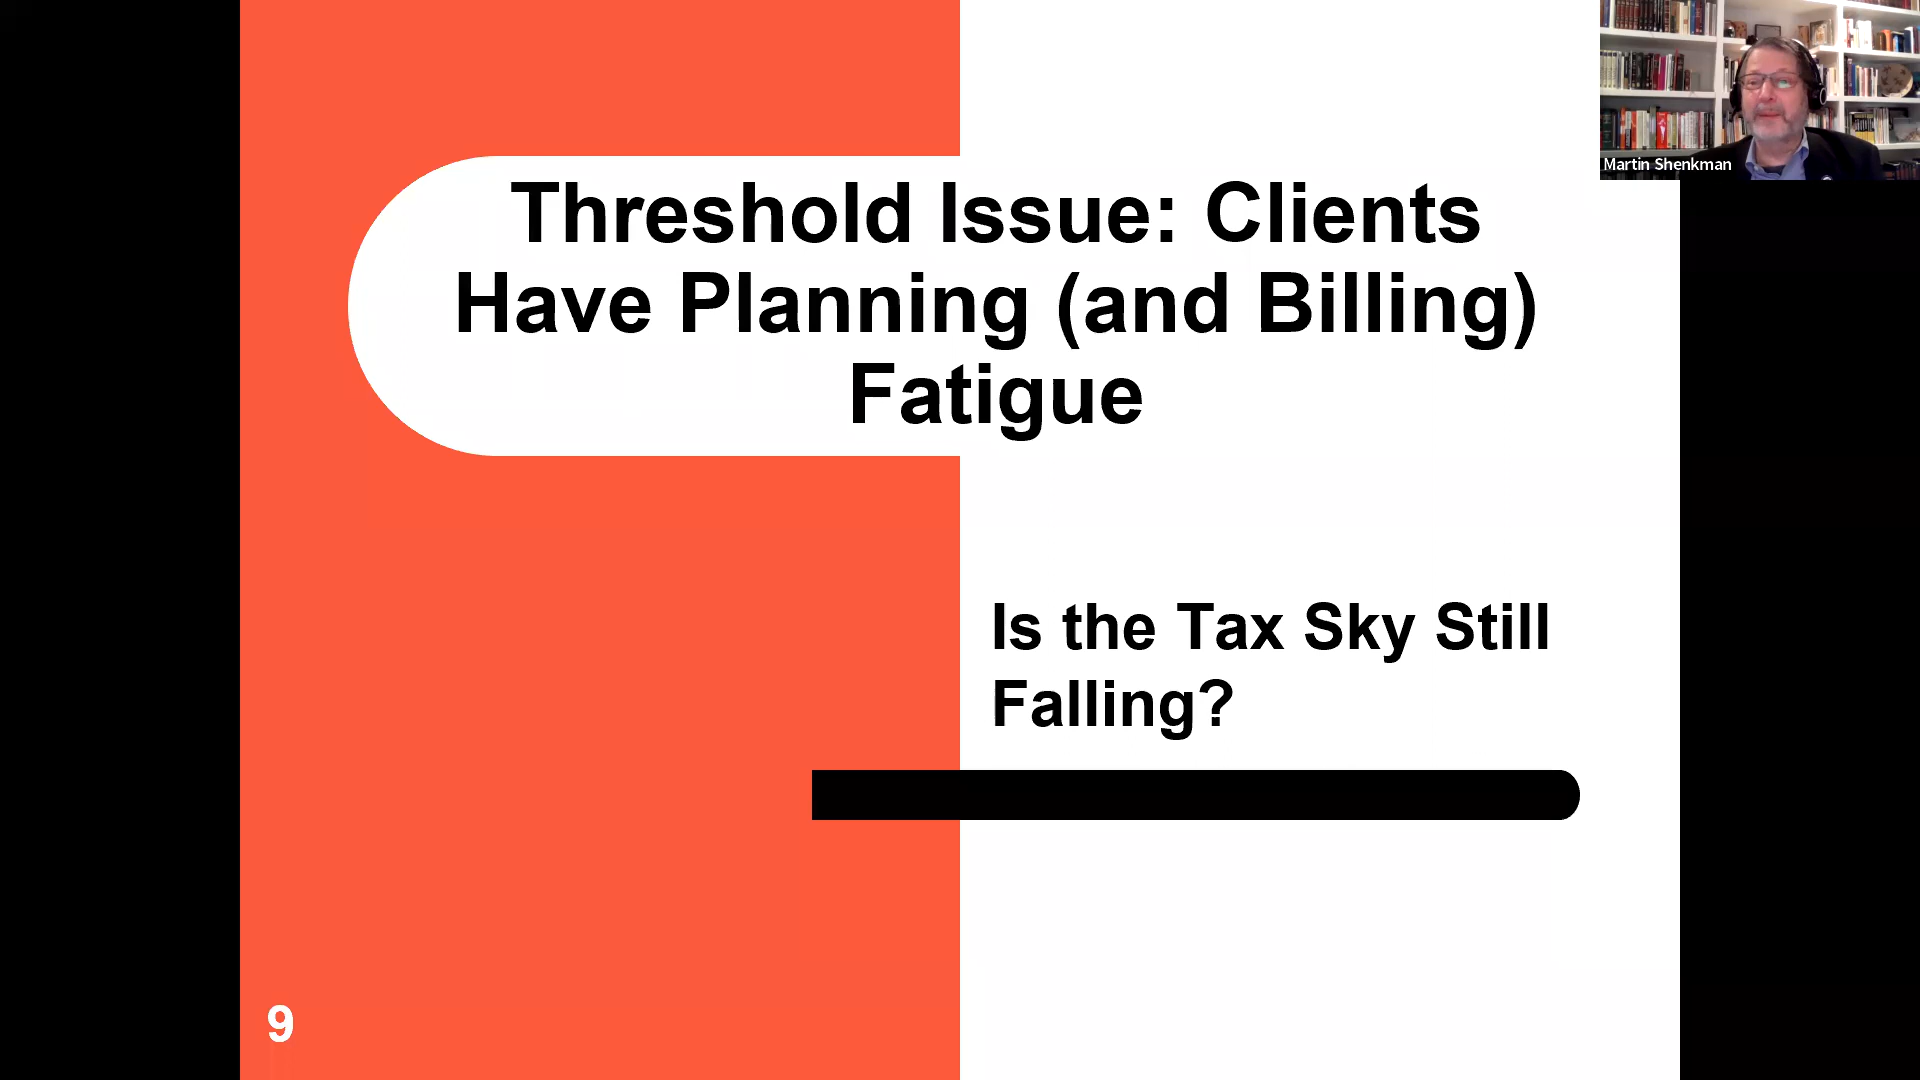 Martin Shenkman
Threshold Issue: Clients
Have Planning (and Billing)
Fatigue
Is the Tax Sky Still
Falling?
9